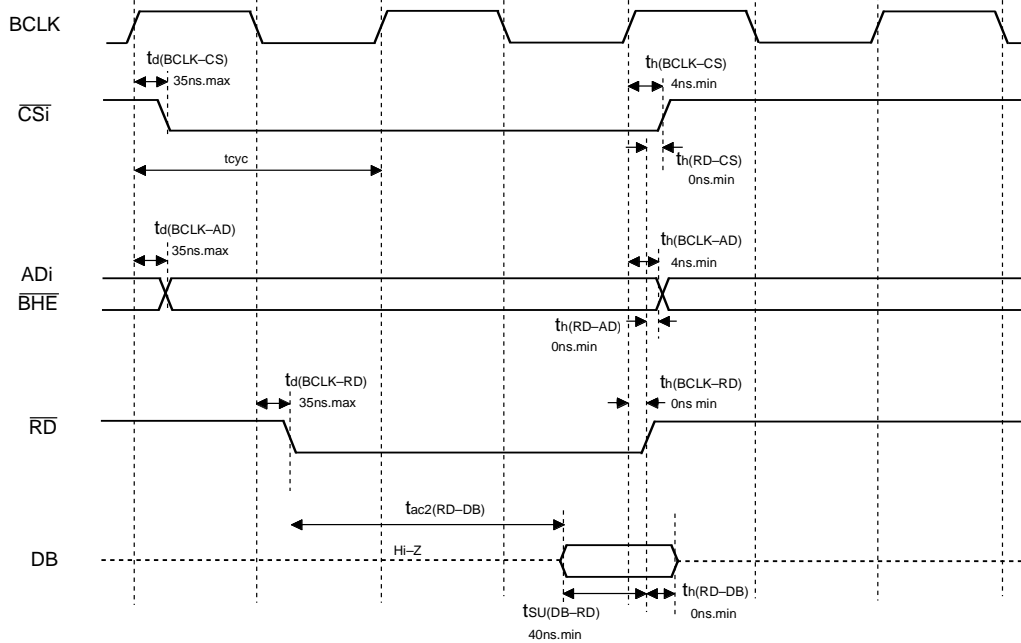 BCLK
td(BCLK–CS)
35ns.max
th(BCLK–CS)
4ns.min
CSi
tcyc
th(RD–CS)
0ns.min
td(BCLK–AD)
35ns.max
th(BCLK–AD)
4ns.min
ADi
BHE
th(RD–AD)
0ns.min
td(BCLK–RD)
35ns.max
th(BCLK–RD)
0ns min
RD
tac2(RD–DB)
Hi–Z
DB
tSU(DB–RD)
40ns.min
th(RD–DB)
0ns.min